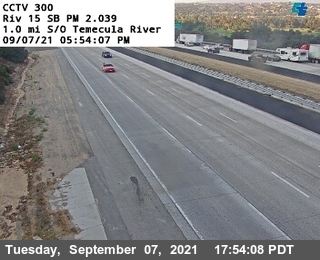 CCTV 300
Riv 15 SB PM 2.039
1.0 mi S/O Temecula River
09/07/21 05:54:07 PM
Tuesday, September 07, 2021 17:54:08 PDT